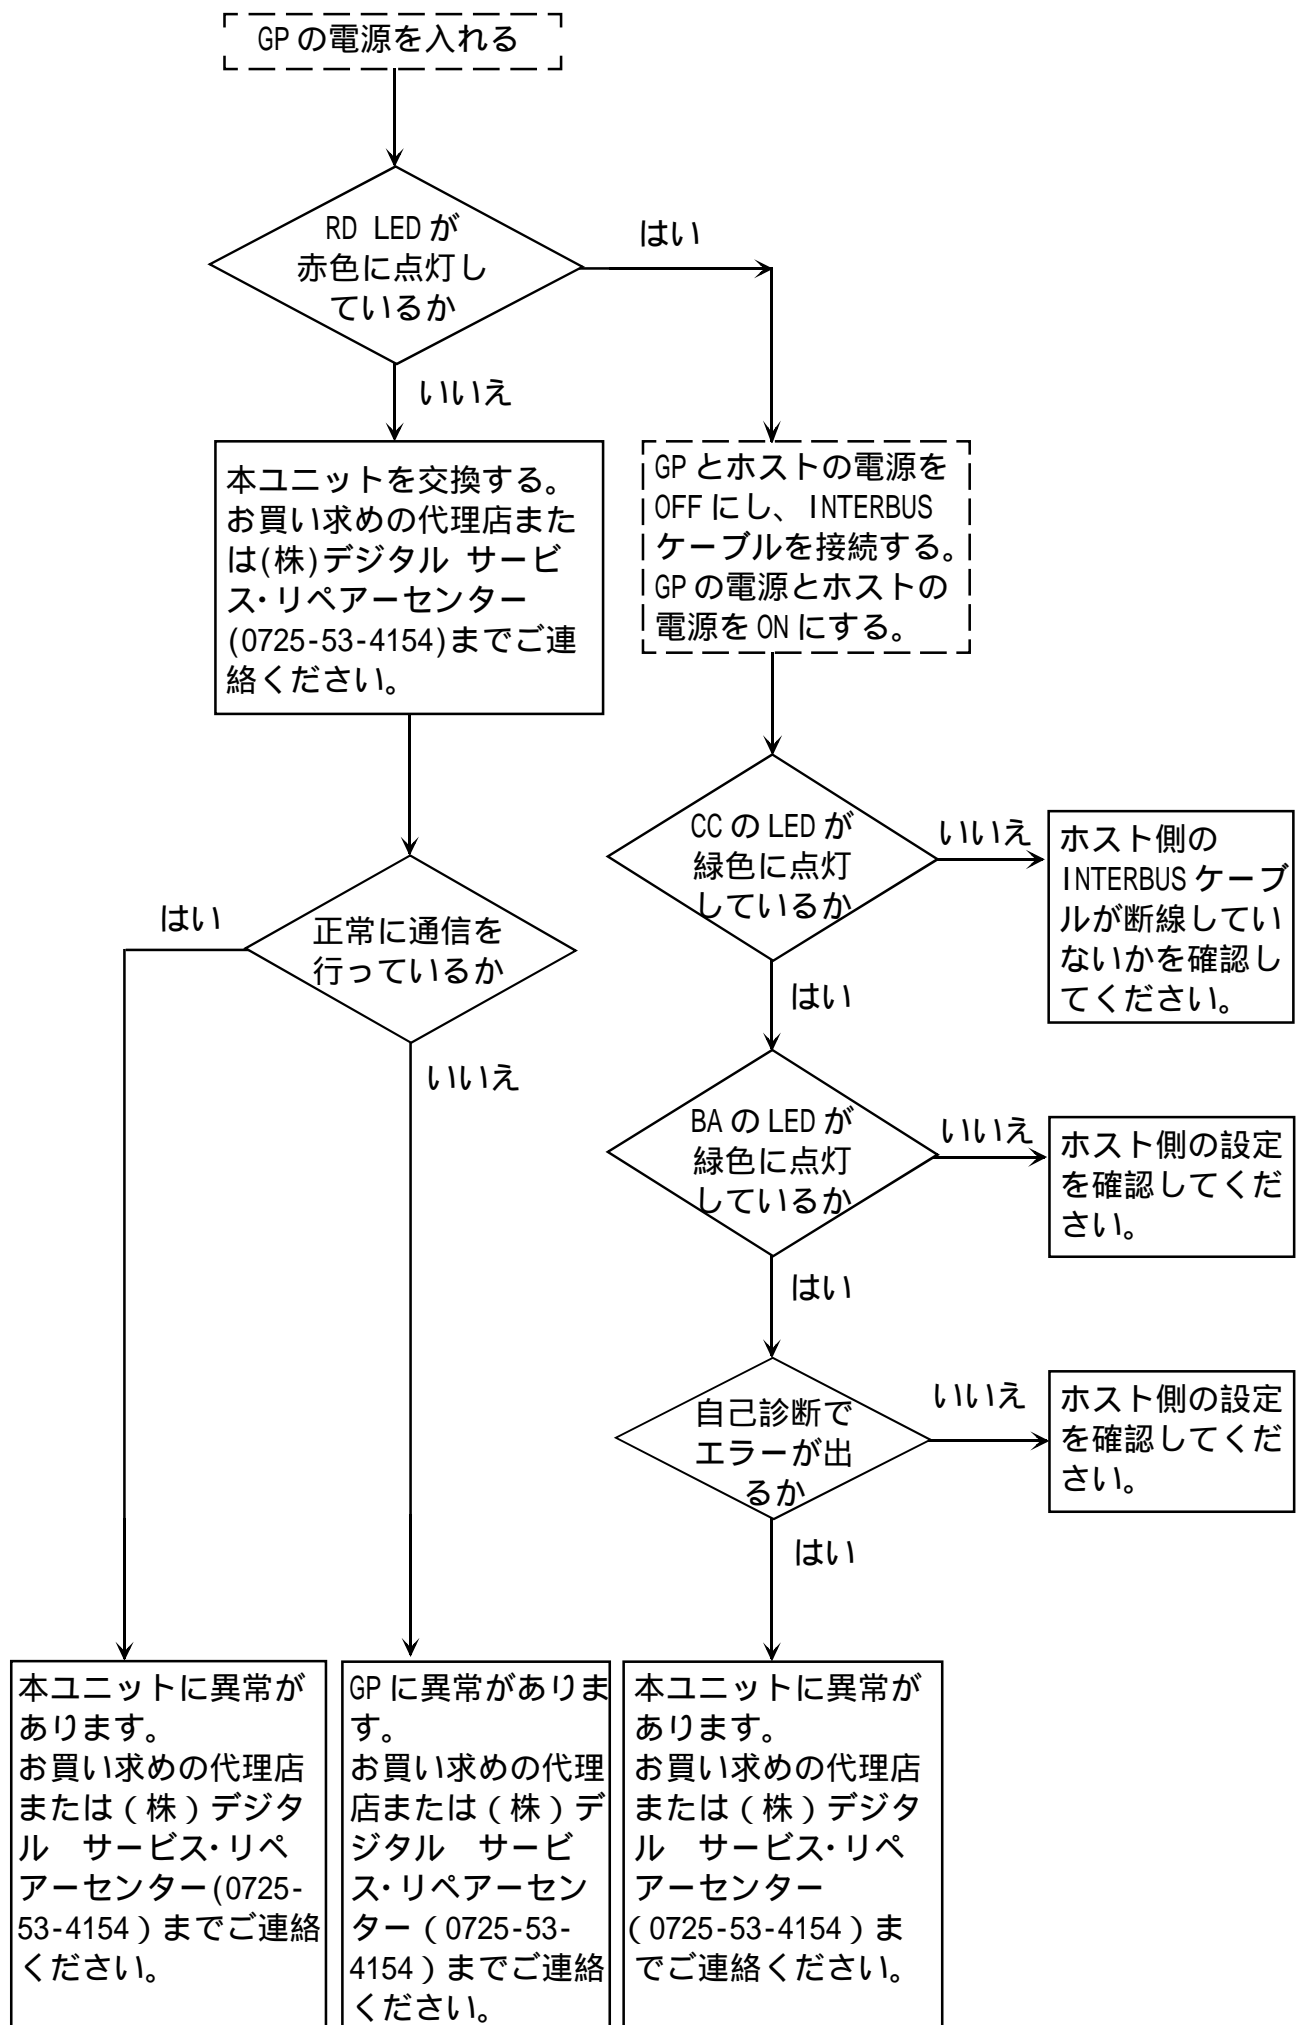 GPの電源を入れる
RD LEDが
赤色に点灯し
ているか
はい
いいえ
本ユニットを交換する。
お買い求めの代理店また
は(株)デジタル サービ
ス・リペアーセンター
(0725-53-4154)までご連
絡ください。
GPとホストの電源を
OFFにし、INTERBUS
ケーブルを接続する。
GPの電源とホストの
電源をONにする。
CCのLEDが
緑色に点灯
しているか
いいえ
ホスト側の
INTERBUSケーブ
ルが断線してい
ないかを確認し
てください。
はい
正常に通信を
行っているか
はい
いいえ
BAのLEDが
緑色に点灯
しているか
いいえ
ホスト側の設定
を確認してくだ
さい。
はい
自己診断で
エラーが出
るか
いいえ
ホスト側の設定
を確認してくだ
さい。
はい
本ユニットに異常が
あります。
お買い求めの代理店
または(株)デジタ
ル サービス・リペ
アーセンター(0725-
53-4154)までご連絡
ください。
GPに異常がありま
す。
お買い求めの代理
店または(株)デ
ジタル サービ
ス・リペアーセン
ター(0725-53-
4154)までご連絡
ください。
本ユニットに異常が
あります。
お買い求めの代理店
または(株)デジタ
ル サービス・リペ
アーセンター
(0725-53-4154)ま
でご連絡ください。